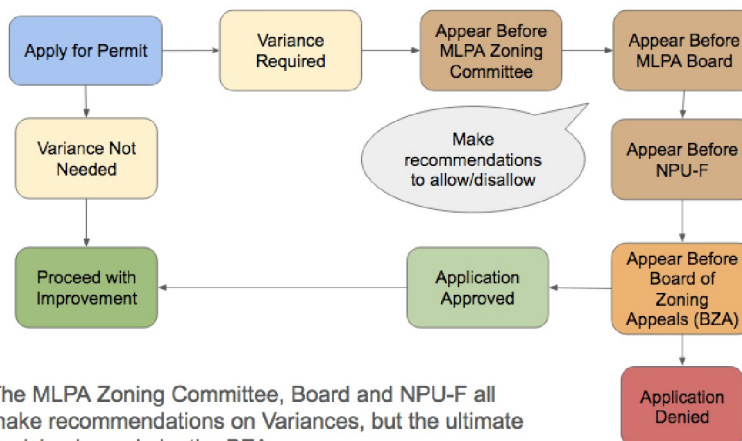 Apply for Permit
Variance
Required
Appear Before
MLPA Zoning
Committee
Appear Before
MLPA Board
Variance Not
Needed
Make
recommendations
to allow/disallow
Appear Before
NPU-F
Proceed with
Improvement
Application
Approved
Appear Before
Board of
Zoning
Appeals (BZA)
The MLPA Zoning Committee, Board and NPU-F all
make recommendations on Variances, but the ultimate
Application
Denied